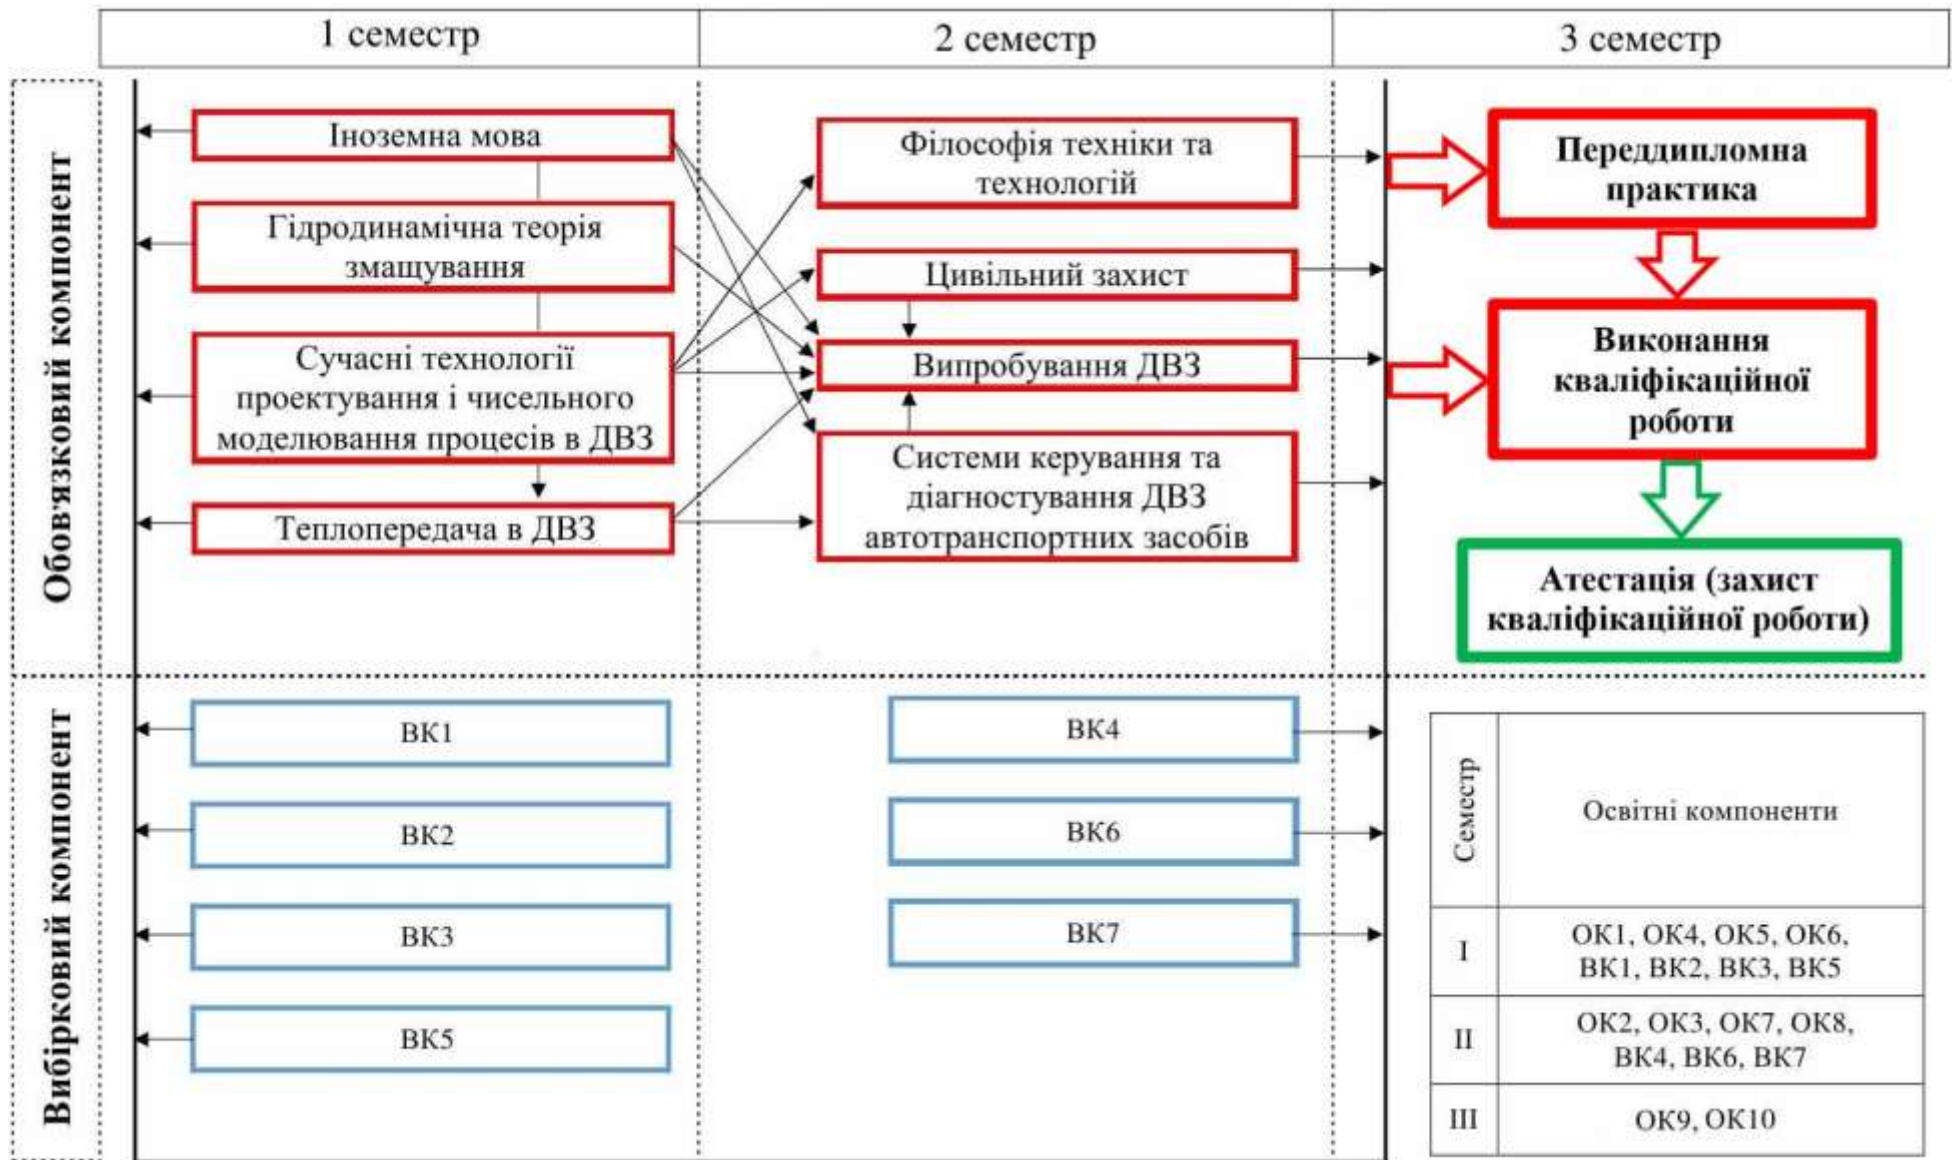 1 семестр
2 семестр
3 семестр
Обов'язковий компонент
Іноземна мова
Гідродинамічна теорія
змащування
Сучасні технології
проектування і чисельного
моделювання процесів в ДВЗ
Теплопередача в ДВЗ
Філософія техніки та
технологій
Цивільний захист
Випробування ДВЗ
Системи керування та
діагностування ДВЗ
автотранспортних засобів
Переддипломна
практика
Виконання
кваліфікаційної
роботи
Атестація (захист
кваліфікаційної роботи)
Вибірковий компонент
ВК1
ВК2
ВК3
ВК5
ВК4
ВК6
ВК7
Семестр
Освітні компоненти
I
ОК1, ОК4, ОК5, ОК6,
ВК1, ВК2, ВК3, ВК5
II
ОК2, ОК3, ОК7, ОК8,
ВК4, ВК6, ВК7
III
ОК9, ОК10